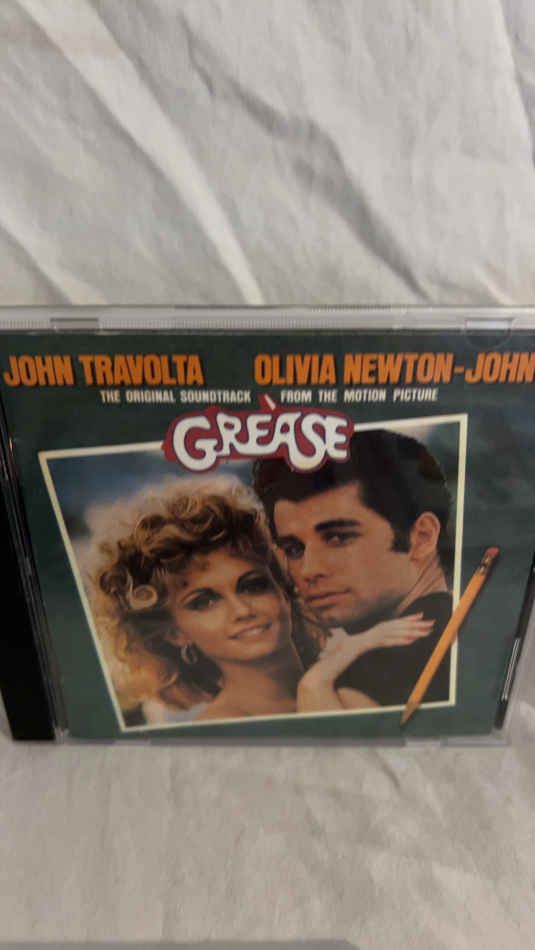 JOHN TRAVOLTA OLIVIA NEWTON-JOHN
THE ORIGINAL SOUNDTRACK FROM THE MOTION PICTURE
GREASE